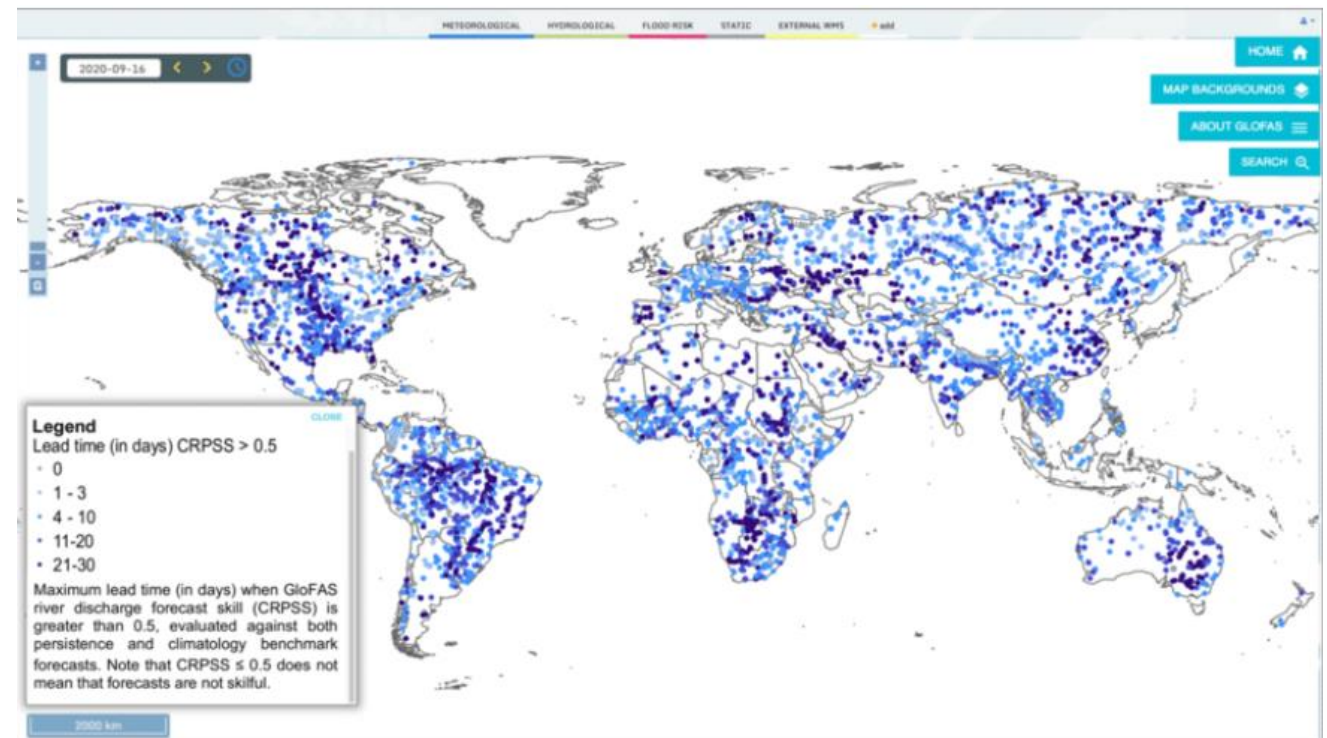 METEOROLOGICAL HYDROLOGICAL FLOOD RISK STATIC EXTERNAL WMS + add
2020-09-16 < >
HOME
MAP BACKGROUNDS
ABOUT GLOFAS
SEARCH
+
-
G
CLOSE
Legend
Lead time (in days) CRPSS > 0.5
0
1 - 3
4 - 10
11-20
21-30
Maximum lead time (in days) when GloFAS
river discharge forecast skill (CRPSS) is
greater than 0.5, evaluated against both
persistence and climatology benchmark
forecasts. Note that CRPSS ≤ 0.5 does not
mean that forecasts are not skilful.
2000 km